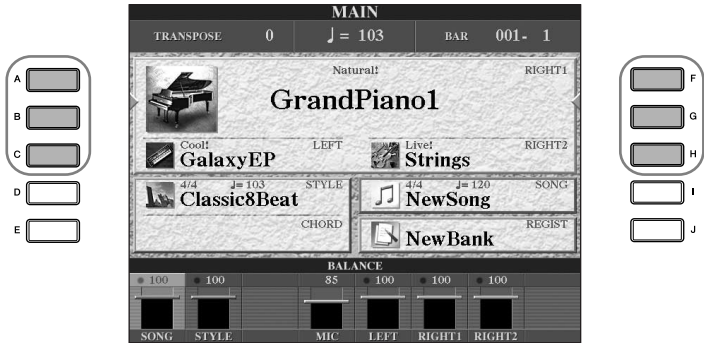 MAIN
TRANSPOSE 0 ♩= 103 BAR 001- 1
Natural! RIGHT1
GrandPiano1
Cool! LEFT
GalaxyEP
Live! RIGHT2
Strings
4/4 ♩=103 STYLE
Classic8Beat
CHORD
4/4 ♩=120 SONG
NewSong
REGIST
NewBank
BALANCE
100 100 85 100 100 100
SONG STYLE MIC LEFT RIGHT1 RIGHT2
A
B
C
D
E
F
G
H
I
J